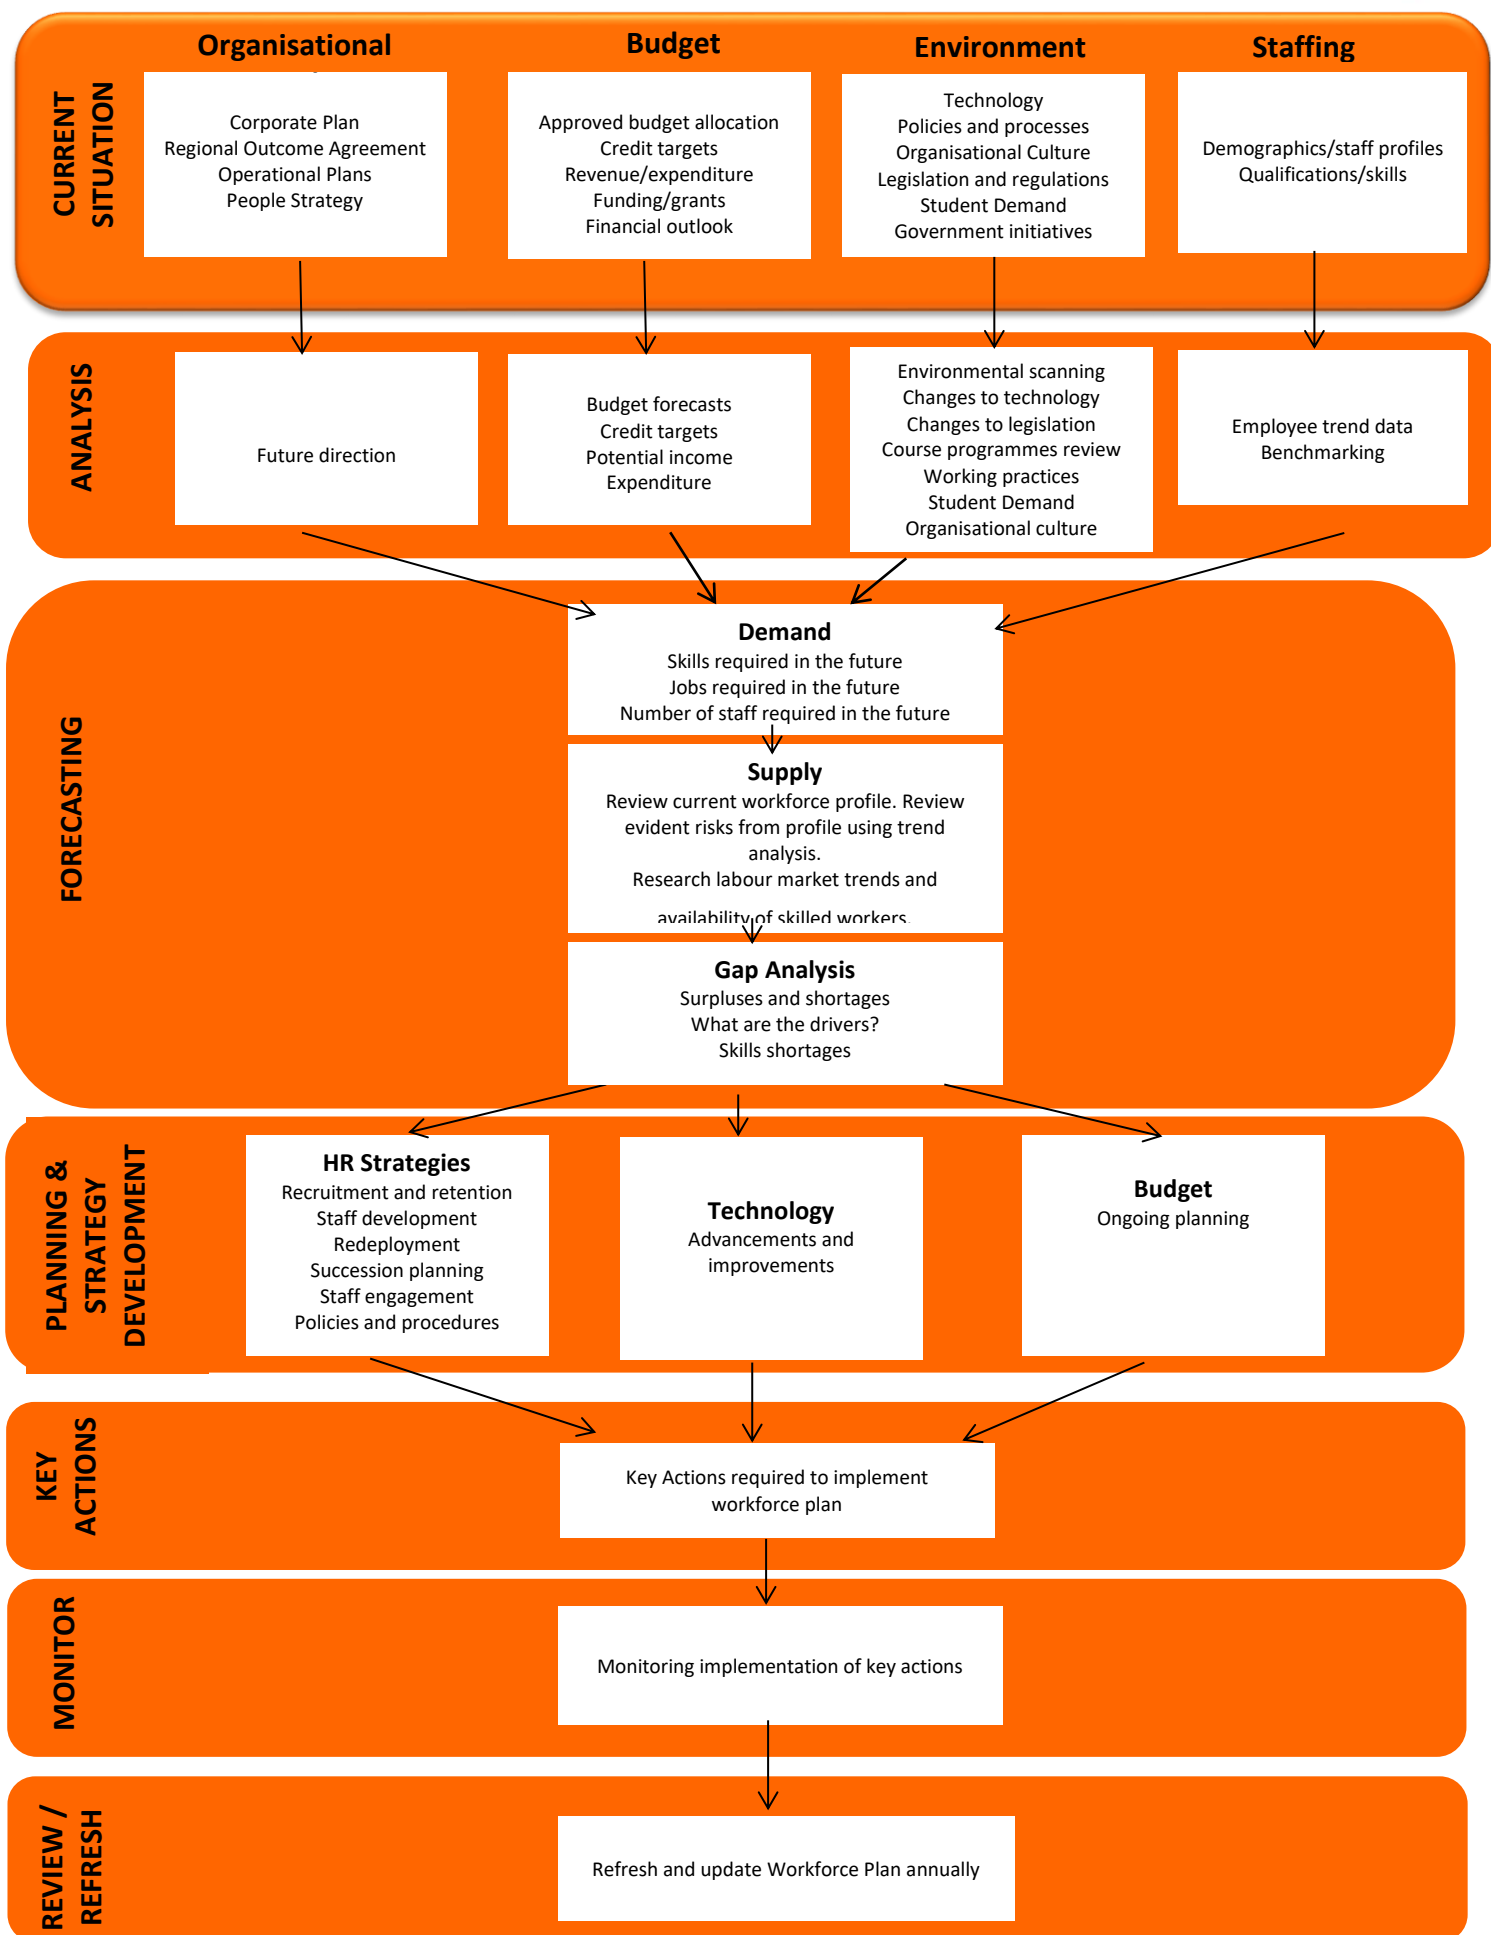 Organisational
Budget
Environment
Staffing
CURRENT
SITUATION
Corporate Plan
Regional Outcome Agreement
Operational Plans
People Strategy
Approved budget allocation
Credit targets
Revenue/expenditure
Funding/grants
Financial outlook
Technology
Policies and processes
Organisational Culture
Legislation and regulations
Student Demand
Government initiatives
Demographics/staff profiles
Qualifications/skills
ANALYSIS
Future direction
Budget forecasts
Credit targets
Potential income
Expenditure
Environmental scanning
Changes to technology
Changes to legislation
Course programmes review
Working practices
Student Demand
Organisational culture
Employee trend data
Benchmarking
FORECASTING
Demand
Skills required in the future
Jobs required in the future
Number of staff required in the future
Supply
Review current workforce profile. Review
evident risks from profile using trend
analysis.
Research labour market trends and
availability of skilled workers.
Gap Analysis
Surpluses and shortages
What are the drivers?
Skills shortages
PLANNING &
STRATEGY
DEVELOPMENT
HR Strategies
Recruitment and retention
Staff development
Redeployment
Succession planning
Staff engagement
Policies and procedures
Technology
Advancements and
improvements
Budget
Ongoing planning
KEY
ACTIONS
Key Actions required to implement
workforce plan
MONITOR
Monitoring implementation of key actions
REVIEW /
REFRESH
Refresh and update Workforce Plan annually